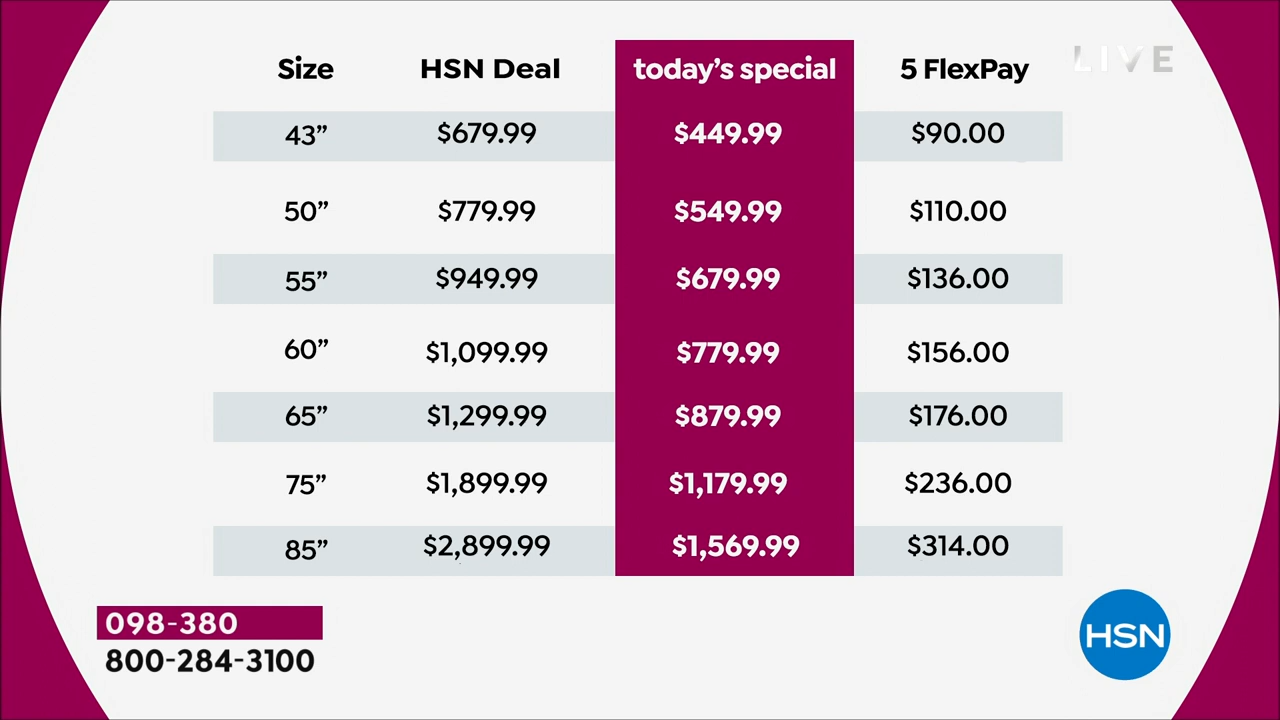 Size HSN Deal today's special 5 FlexPay LIVE
43” $679.99 $449.99 $90.00
50” $779.99 $549.99 $110.00
55” $949.99 $679.99 $136.00
60” $1,099.99 $779.99 $156.00
65” $1,299.99 $879.99 $176.00
75” $1,899.99 $1,179.99 $236.00
85” $2,899.99 $1,569.99 $314.00
098-380
800-284-3100
HSN